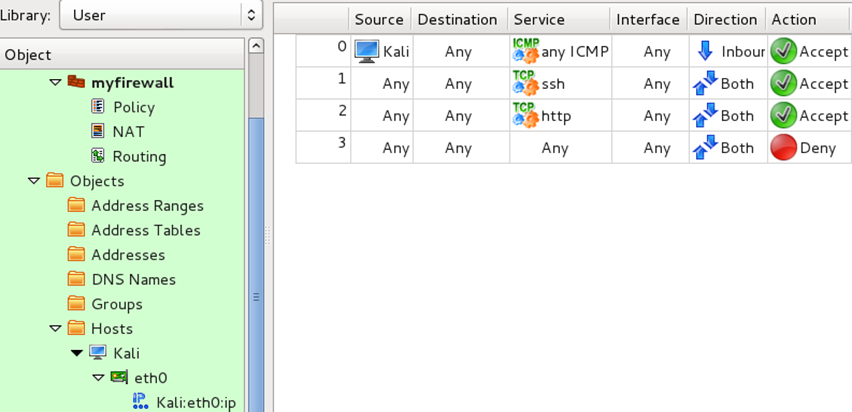 Library: User
Object
myfirewall
Policy
NAT
Routing
Objects
Address Ranges
Address Tables
Addresses
DNS Names
Groups
Hosts
Kali
eth0
Kali:eth0:ip
Source Destination Service Interface Direction Action
0 Kali Any ICMP any ICMP Any Inbour Accept
1 Any Any TCP ssh Any Both Accept
2 Any Any TCP http Any Both Accept
3 Any Any Any Any Both Deny